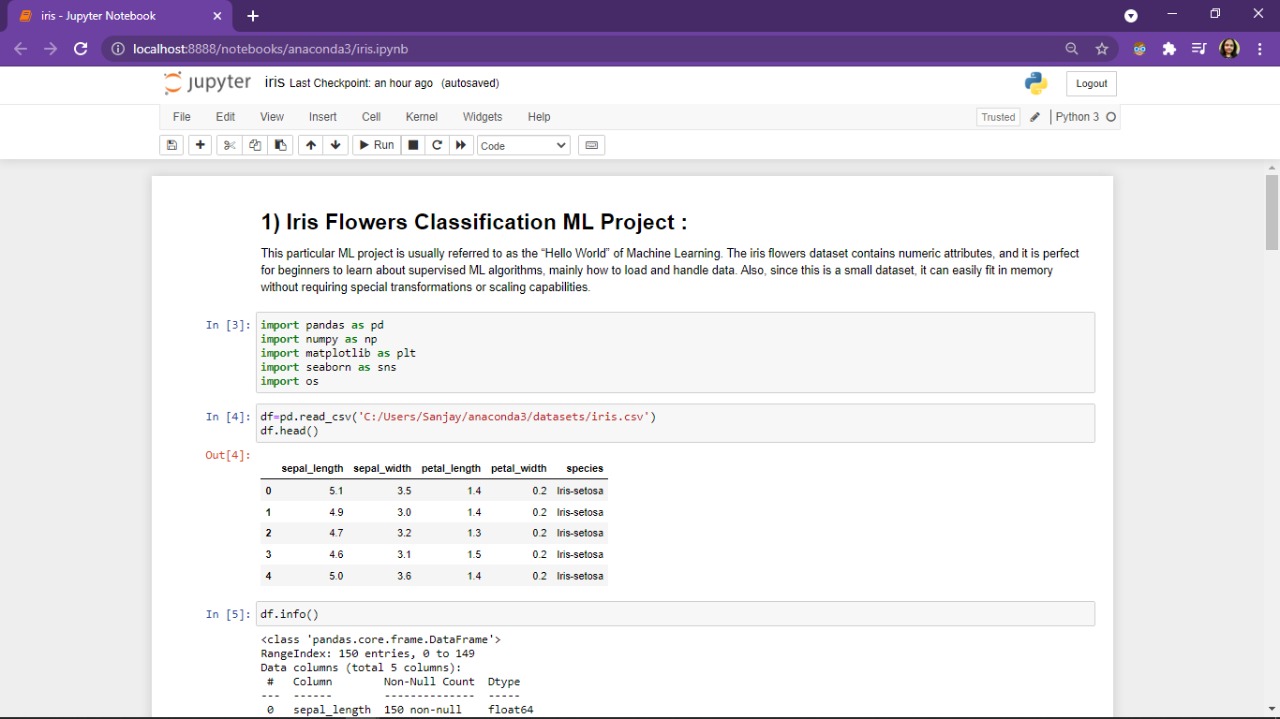 iris - Jupyter Notebook
localhost:8888/notebooks/anaconda3/iris.ipynb
jupyter iris Last Checkpoint: an hour ago (autosaved)
Logout
File Edit View Insert Cell Kernel Widgets Help
Trusted Python 3
Run Code
1) Iris Flowers Classification ML Project :
This particular ML project is usually referred to as the “Hello World” of Machine Learning. The iris flowers dataset contains numeric attributes, and it is perfect
for beginners to learn about supervised ML algorithms, mainly how to load and handle data. Also, since this is a small dataset, it can easily fit in memory
without requiring special transformations or scaling capabilities.
In [3]: import pandas as pd
import numpy as np
import matplotlib as plt
import seaborn as sns
import os
In [4]: df=pd.read_csv('C:/Users/Sanjay/anaconda3/datasets/iris.csv')
df.head()
Out[4]:
sepal_length sepal_width petal_length petal_width species
0 5.1 3.5 1.4 0.2 Iris-setosa
1 4.9 3.0 1.4 0.2 Iris-setosa
2 4.7 3.2 1.3 0.2 Iris-setosa
3 4.6 3.1 1.5 0.2 Iris-setosa
4 5.0 3.6 1.4 0.2 Iris-setosa
In [5]: df.info()
<class 'pandas.core.frame.DataFrame'>
RangeIndex: 150 entries, 0 to 149
Data columns (total 5 columns):
# Column Non-Null Count Dtype
--- ------ -------------- -----
0 sepal_length 150 non-null float64